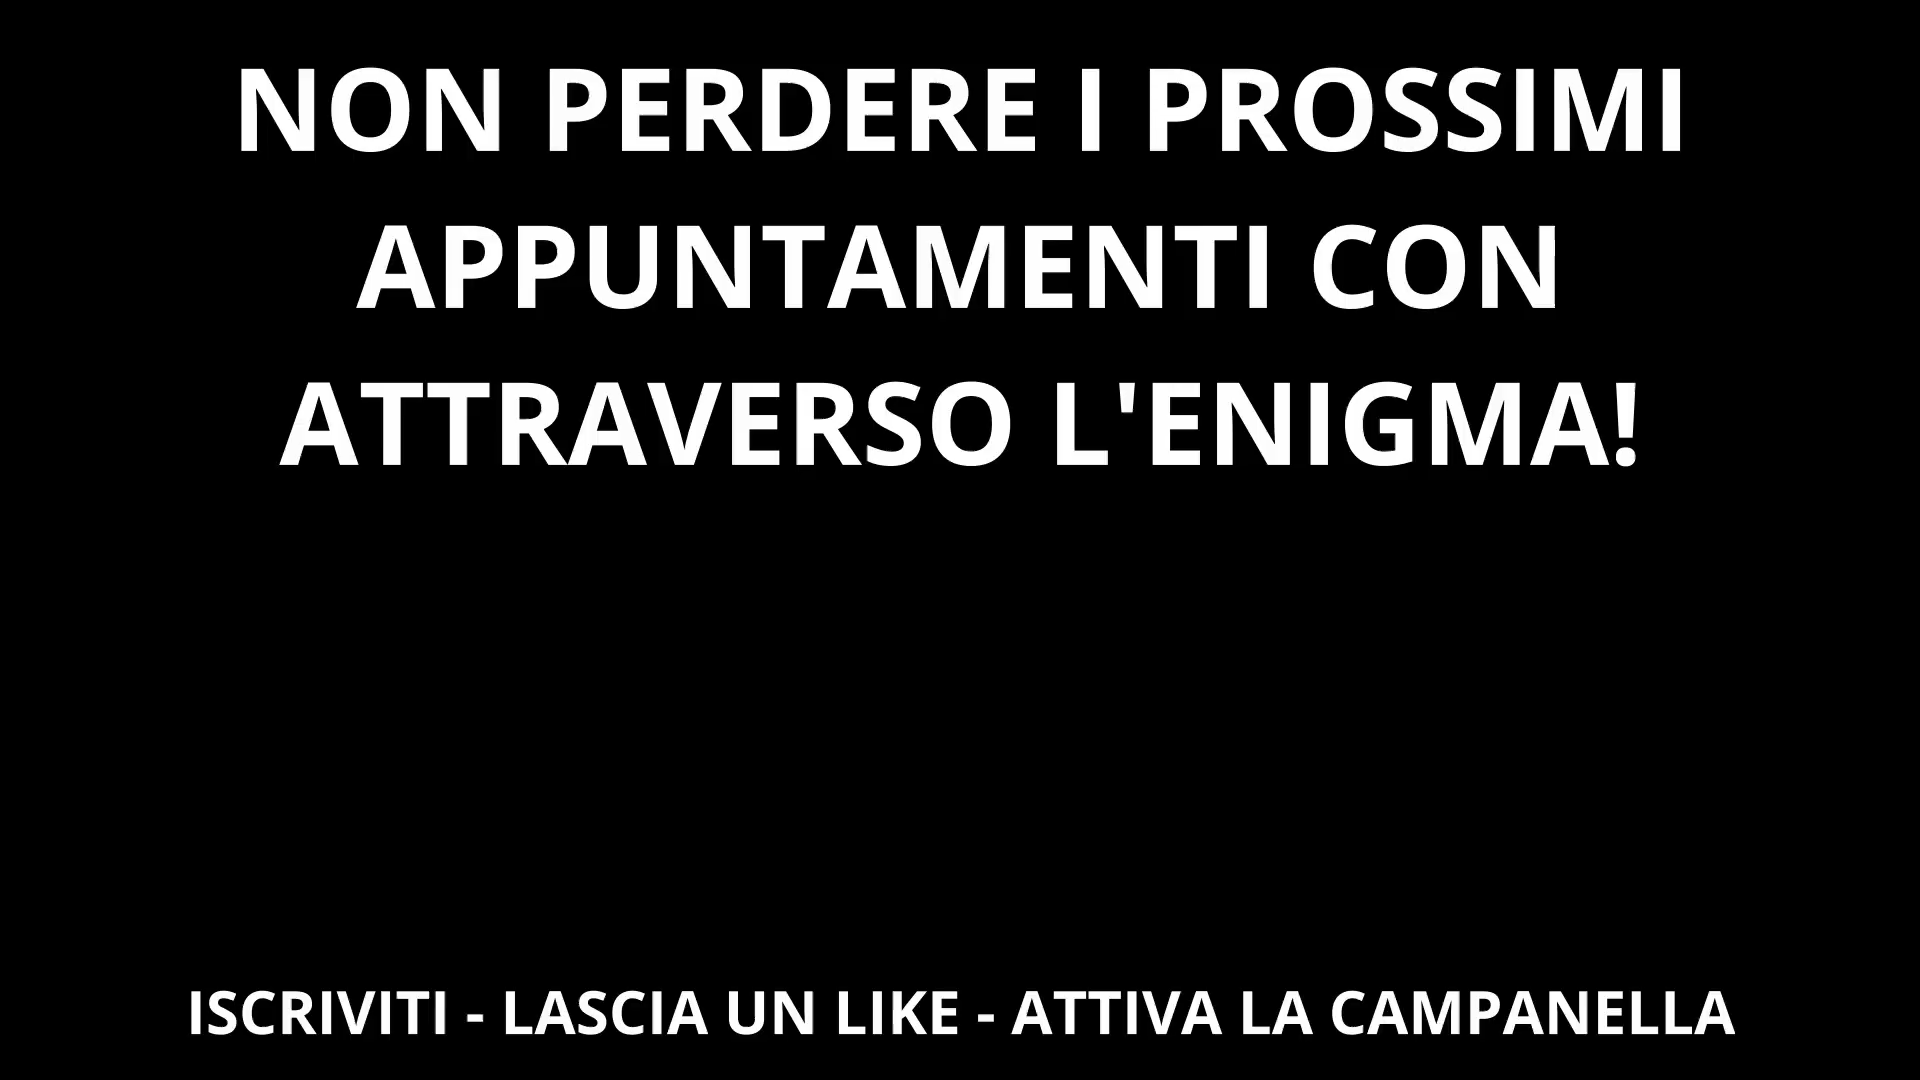 NON PERDERE I PROSSIMI
APPUNTAMENTI CON
ATTRAVERSO L'ENIGMA!
ISCRIVITI - LASCIA UN LIKE - ATTIVA LA CAMPANELLA